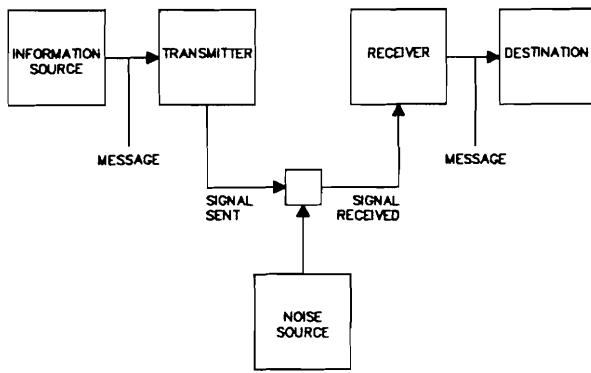 INFORMATION
SOURCE
TRANSMITTER
RECEIVER
DESTINATION
MESSAGE
MESSAGE
SIGNAL
SENT
SIGNAL
RECEIVED
NOISE
SOURCE